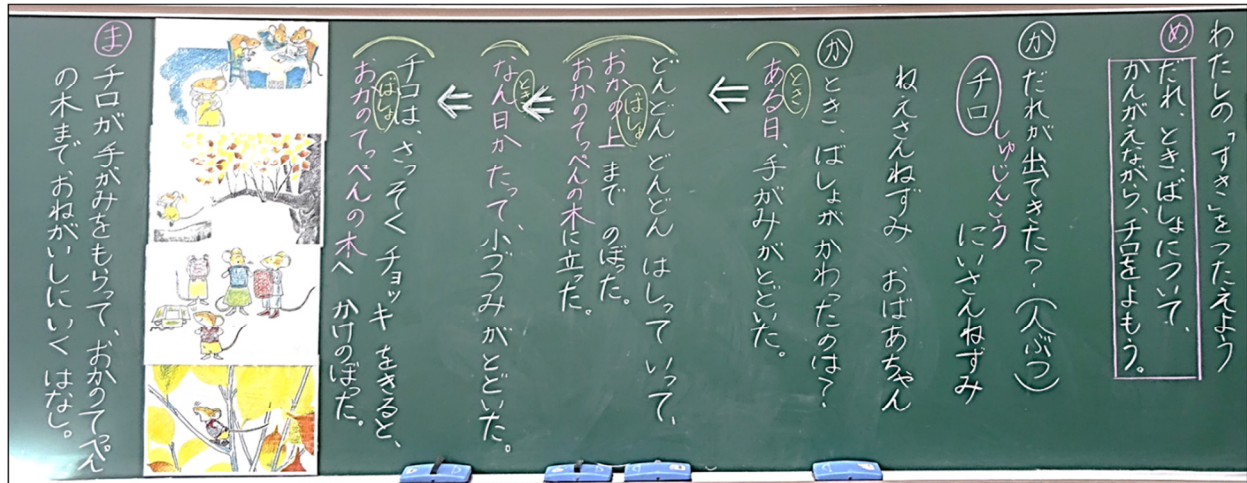 わたしの「すき」をつたえよう
め
だれ、とき、ばしょについて、
かんがえながら、チロをよもう。
か だれが出てきた？（人ぶつ）
しゅじんこう
チロ にいさんねずみ
ねえさんねずみ おばあちゃん
か とき、ばしょがかわったのは？
とき
ある日、手がみがとどいた。
どんどん どんどん はしっていって、
ばしょ
おかの上まで のぼった。
おかのてっぺんの木に立った。
とき
なん日かたって、小づつみがとどいた。
チロは、さっそくチョッキをきると、
ばしょ
おかのてっぺんの木へ かけのぼった。
ま
チロが手がみをもらって、おかのてっぺん
の木まで、おねがいしにいく はなし。